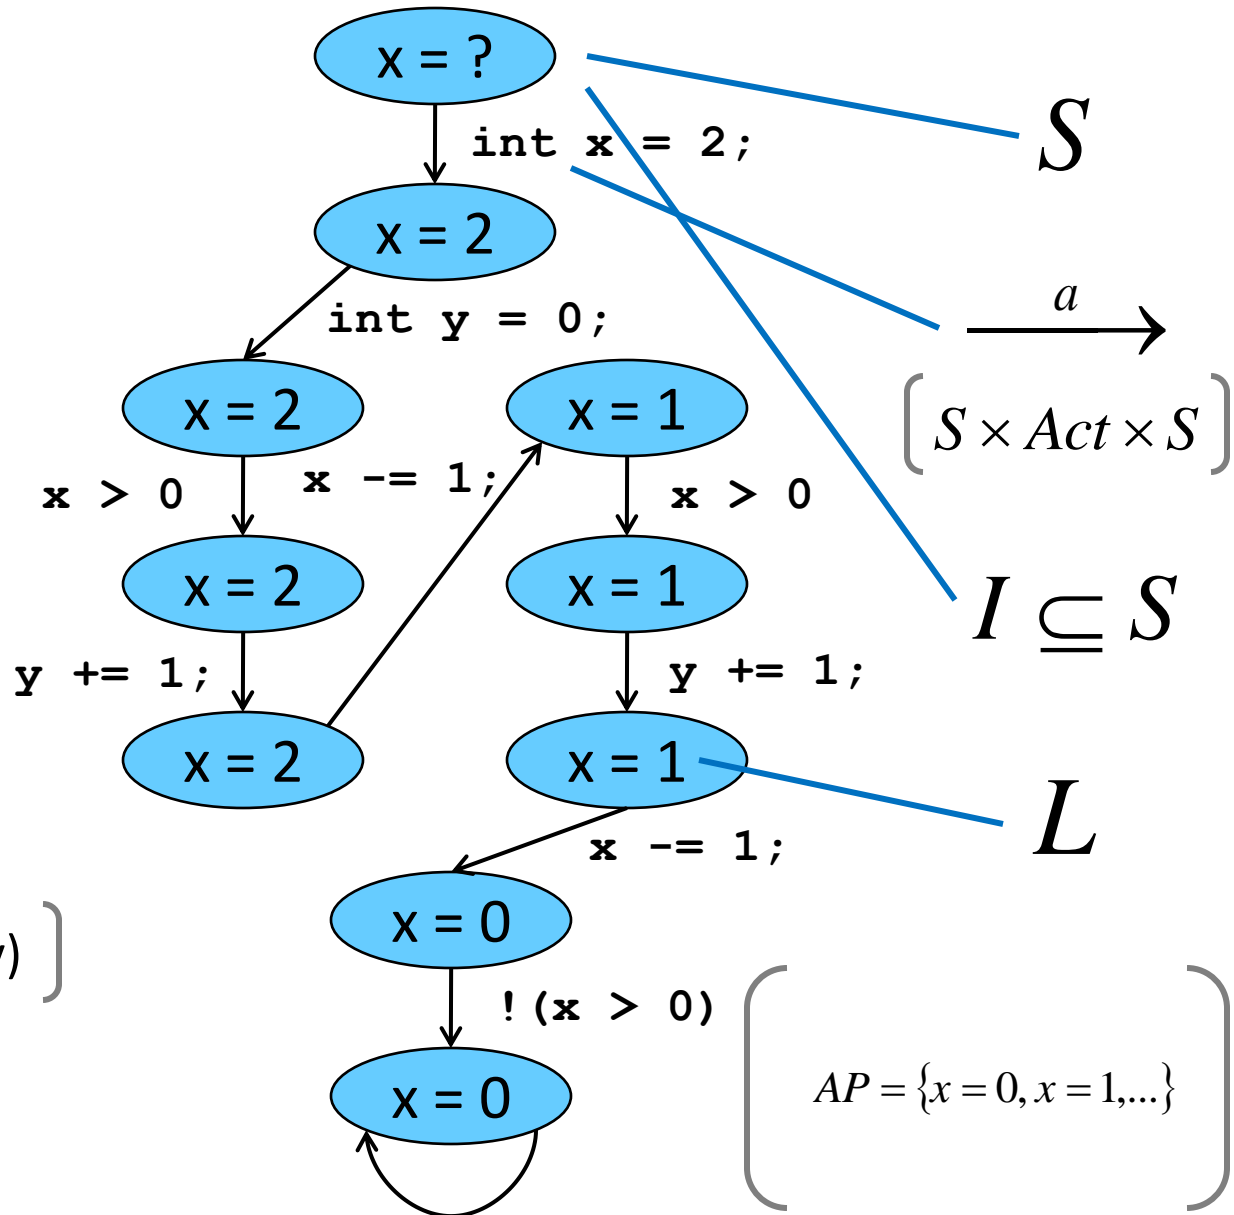 x = ?
S
int x = 2;
x = 2
a
int y = 0;
x = 2
x = 1
S × Act × S
x > 0
x -= 1;
x > 0
x = 2
x = 1
I ⊆ S
y += 1;
y += 1;
x = 2
x = 1
L
x -= 1;
x = 0
)
!(x > 0)
x = 0
AP = {x = 0, x = 1,...}